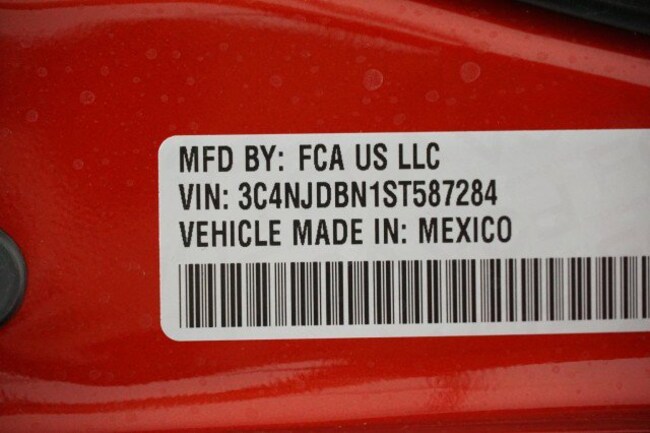 MFD BY: FCA US LLC
VIN: 3C4NJDBN1ST587284
VEHICLE MADE IN: MEXICO